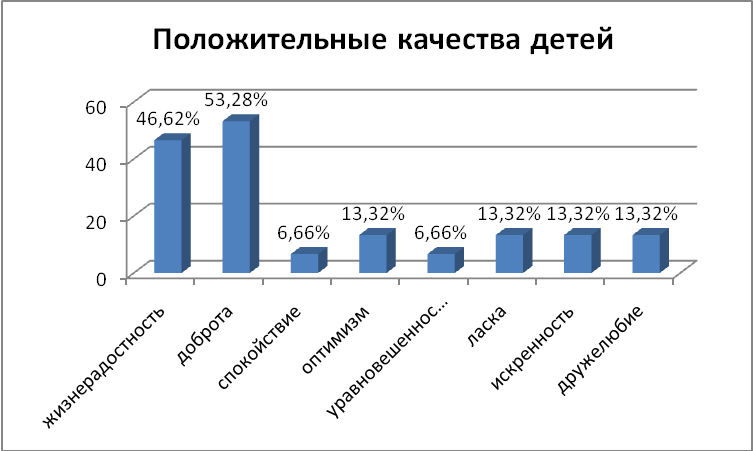 Положительные качества детей
60
40
20
0
46,62%
53,28%
6,66%
13,32%
6,66%
13,32%
13,32%
13,32%
жизнерадостность
доброта
спокойствие
оптимизм
уравновешеннос...
ласка
искренность
дружелюбие